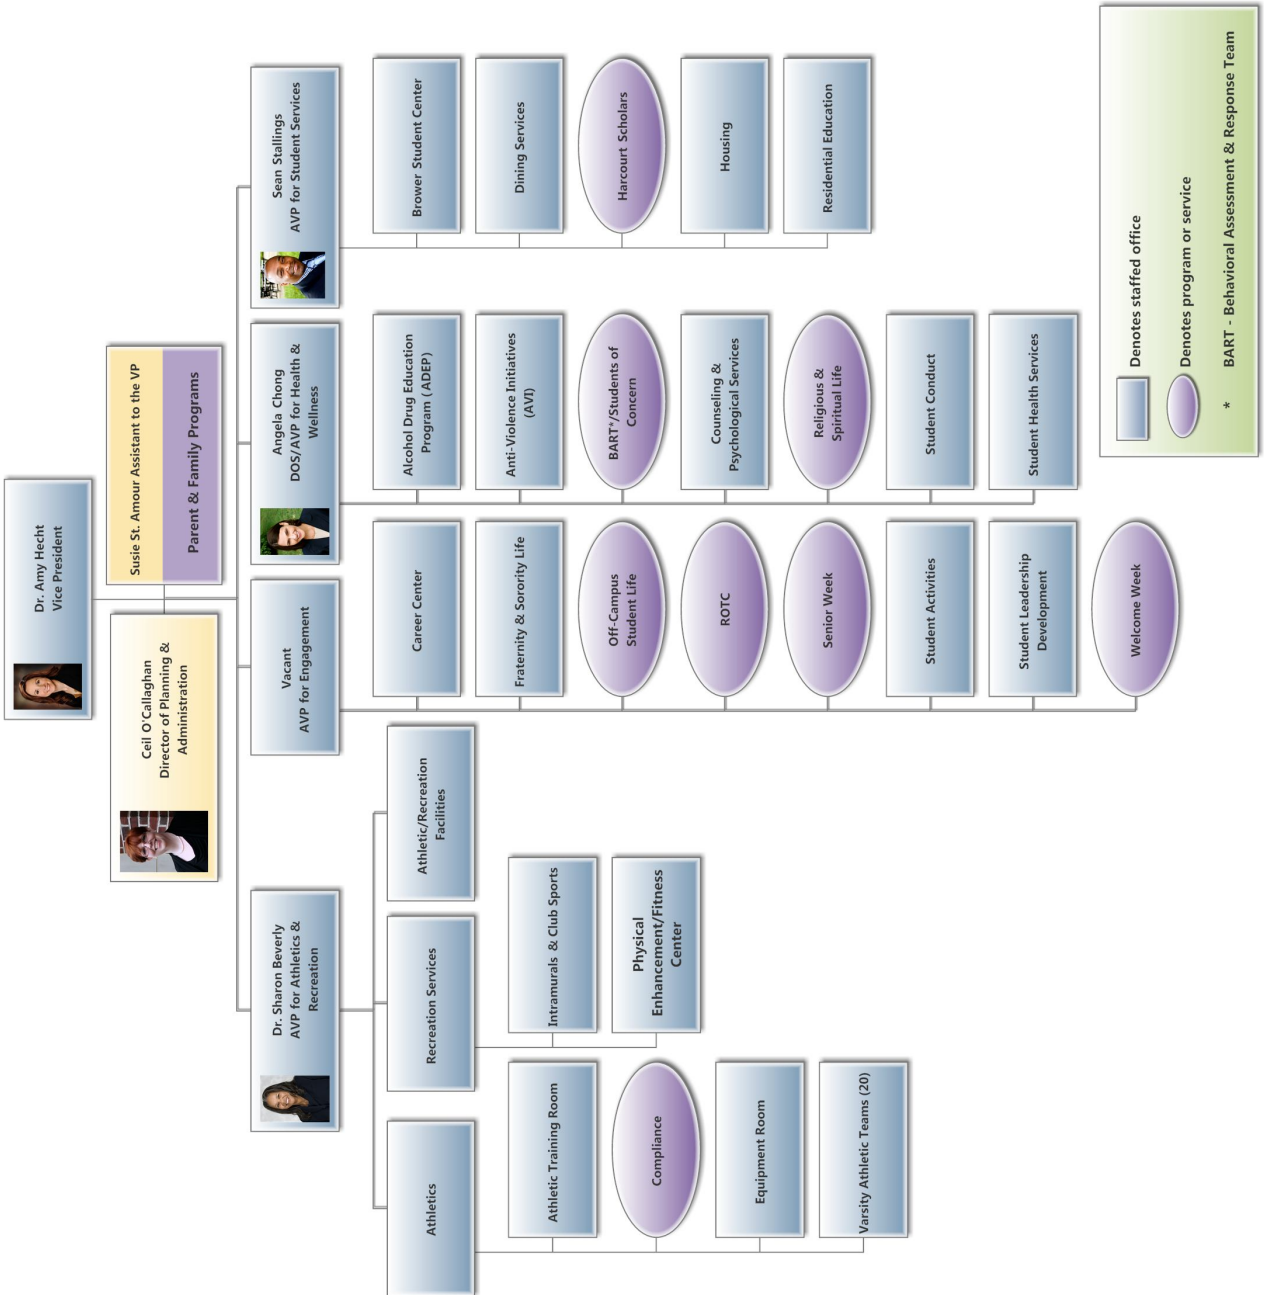 Dr. Amy Hecht
Vice President
Ceil O'Callaghan
Director of Planning &
Administration
Susie St. Amour Assistant to the VP
Parent & Family Programs
Dr. Sharon Beverly
AVP for Athletics &
Recreation
Vacant
AVP for Engagement
Angela Chong
DOS/AVP for Health &
Wellness
Sean Stallings
AVP for Student Services
Athletics
Recreation Services
Athletic/Recreation
Facilities
Athletic Training Room
Compliance
Equipment Room
Varsity Athletic Teams (20)
Intramurals & Club Sports
Physical
Enhancement/Fitness
Center
Career Center
Fraternity & Sorority Life
Off-Campus
Student Life
ROTC
Senior Week
Student Activities
Student Leadership
Development
Welcome Week
Alcohol Drug Education
Program (ADEP)
Anti-Violence Initiatives
(AVI)
BART*/Students of
Concern
Counseling &
Psychological Services
Religious &
Spiritual Life
Student Conduct
Student Health Services
Brower Student Center
Dining Services
Harcourt Scholars
Housing
Residential Education
Denotes staffed office
Denotes program or service
* BART - Behavioral Assessment & Response Team